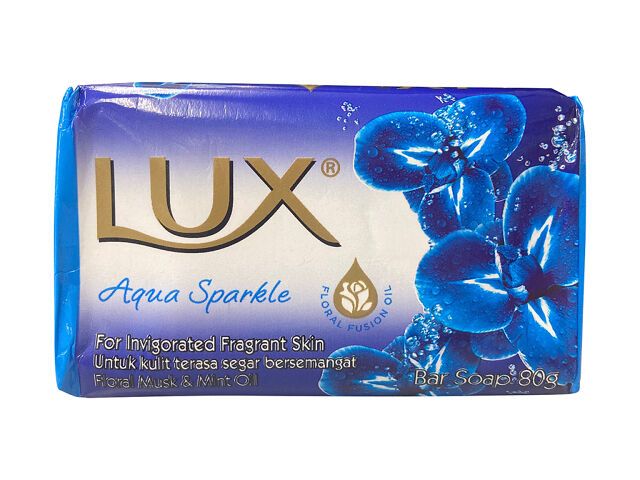 LUX®
Aqua Sparkle
FLORAL FUSION OIL
For Invigorated Fragrant Skin
Untuk kulit terasa segar bersemangat
Floral Musk & Mint Oil
Bar Soap 80g